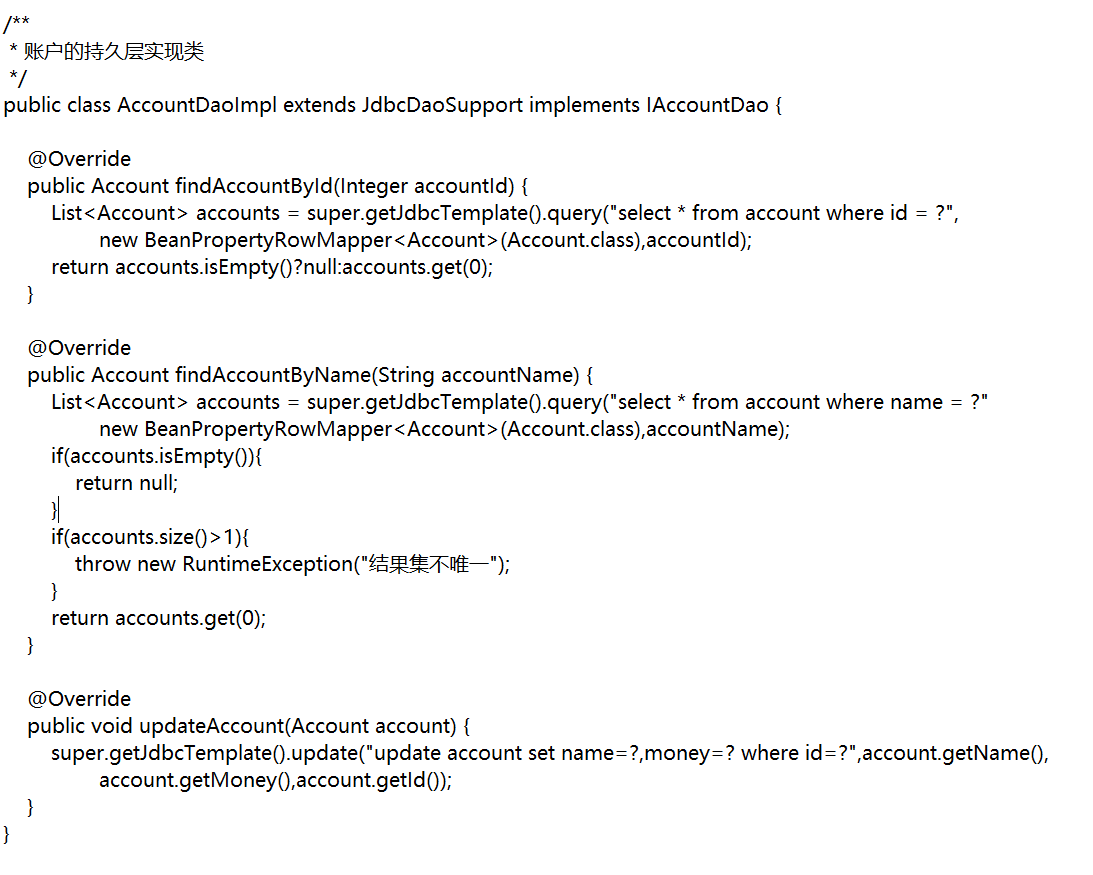 /**
 * 账户的持久层实现类
 */
public class AccountDaoImpl extends JdbcDaoSupport implements IAccountDao {

    @Override
    public Account findAccountById(Integer accountId) {
        List<Account> accounts = super.getJdbcTemplate().query("select * from account where id = ?",
                new BeanPropertyRowMapper<Account>(Account.class),accountId);
        return accounts.isEmpty()?null:accounts.get(0);
    }

    @Override
    public Account findAccountByName(String accountName) {
        List<Account> accounts = super.getJdbcTemplate().query("select * from account where name = ?"
                new BeanPropertyRowMapper<Account>(Account.class),accountName);
        if(accounts.isEmpty()){
            return null;
        }
        if(accounts.size()>1){
            throw new RuntimeException("结果集不唯一");
        }
        return accounts.get(0);
    }

    @Override
    public void updateAccount(Account account) {
        super.getJdbcTemplate().update("update account set name=?,money=? where id=?",account.getName(),
                account.getMoney(),account.getId());
    }
}